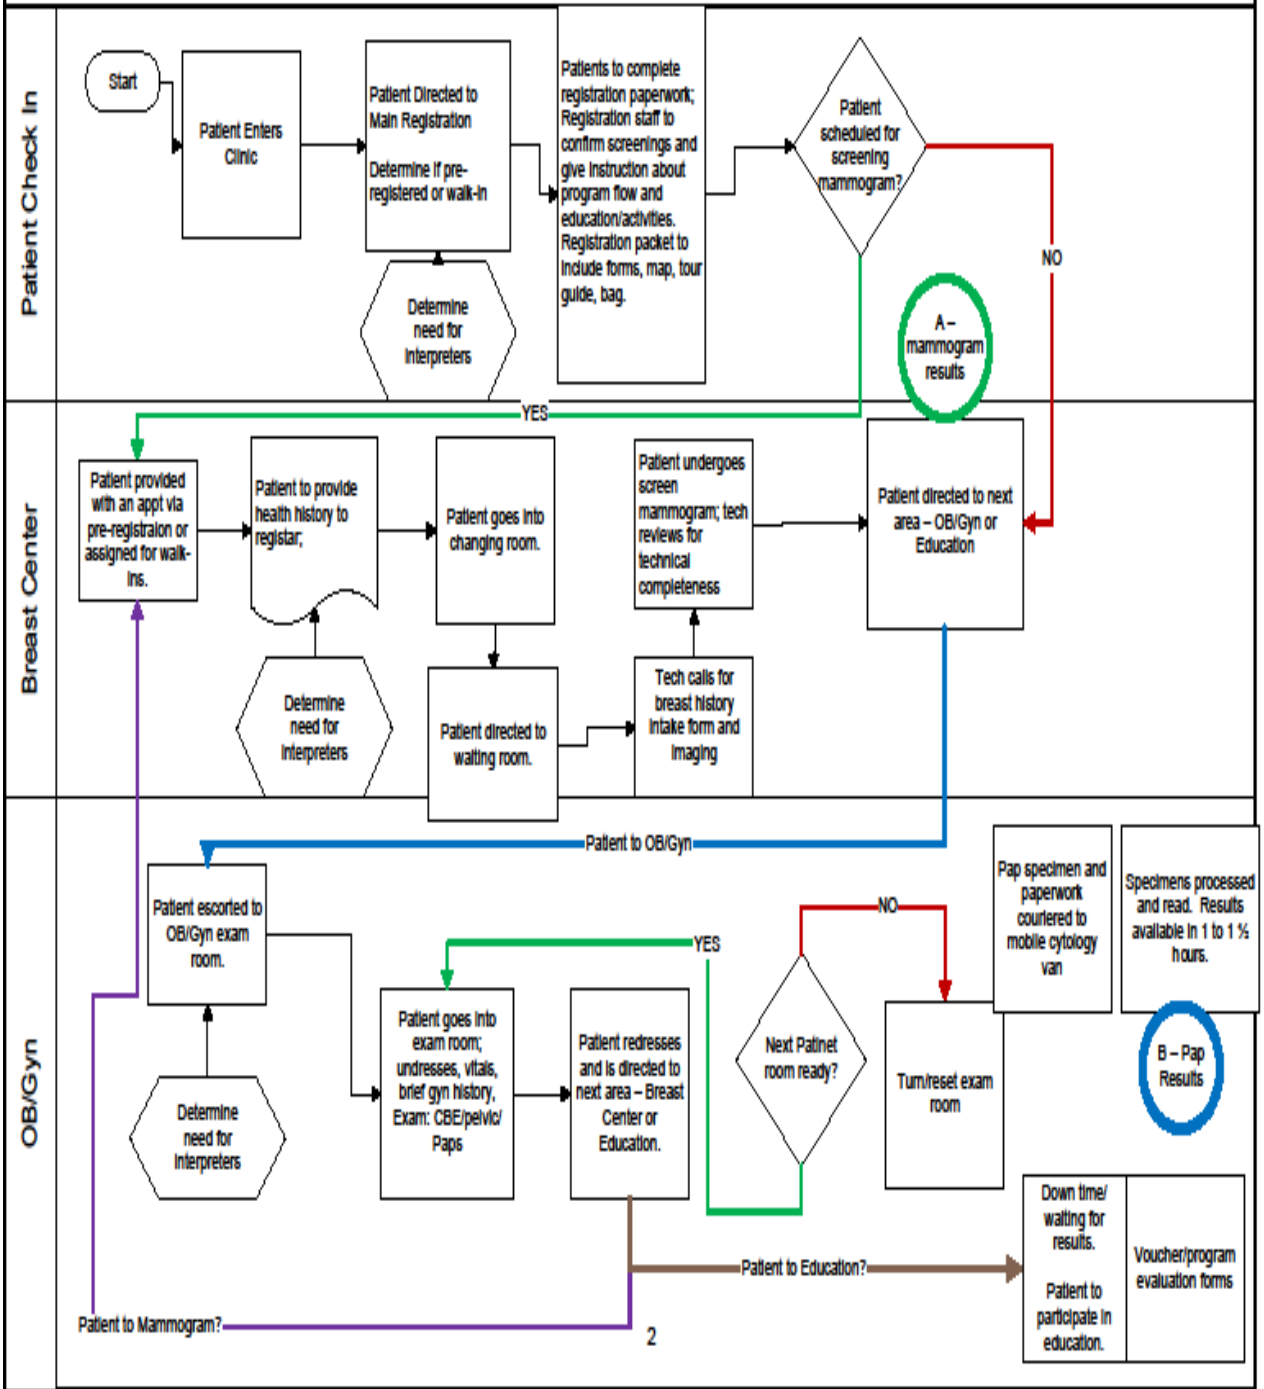 Patient Check In
Start
Patient Enters
Clinic
Patient Directed to
Main Registration
Determine if pre-
registered or walk-in
Determine
need for
Interpreters
Patients to complete
registration paperwork;
Registration staff to
confirm screenings and
give instruction about
program flow and
education/activities.
Registration packet to
include forms, map, tour
guide, bag.
Patient
scheduled for
screening
mammogram?
NO
A –
mammogram
results
YES
Breast Center
Patient provided
with an appt via
pre-registraion or
assigned for walk-
ins.
Patient to provide
health history to
registar;
Determine
need for
Interpreters
Patient goes into
changing room.
Patient directed to
waiting room.
Patient undergoes
screen
mammogram; tech
reviews for
technical
completeness
Tech calls for
breast history
intake form and
imaging
Patient directed to next
area – OB/Gyn or
Education
OB/Gyn
Patient to OB/Gyn
Patient escorted to
OB/Gyn exam
room.
Determine
need for
Interpreters
YES
Patient goes into
exam room;
undresses, vitals,
brief gyn history,
Exam: CBE/pelvic/
Paps
Patient redresses
and is directed to
next area – Breast
Center or
Education.
Next Patinet
room ready?
NO
Turn/reset exam
room
Pap specimen and
paperwork
couriered to
mobile cytology
van
Specimens processed
and read. Results
available in 1 to 1 ½
hours.
B – Pap
Results
Patient to Education?
Down time/
waiting for
results.
Patient to
participate in
education.
Voucher/program
evaluation forms
Patient to Mammogram?
2